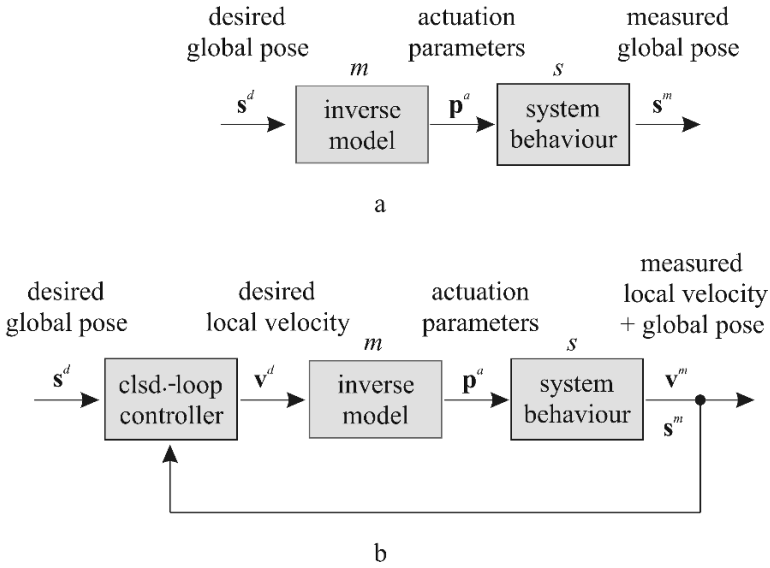 desired
global pose
actuation
parameters
measured
global pose
m
s
s^d
inverse
model
p^a
system
behaviour
s^m
a
desired
global pose
desired
local velocity
actuation
parameters
measured
local velocity
+ global pose
m
s
s^d
clsd.-loop
controller
v^d
inverse
model
p^a
system
behaviour
v^m
s^m
b